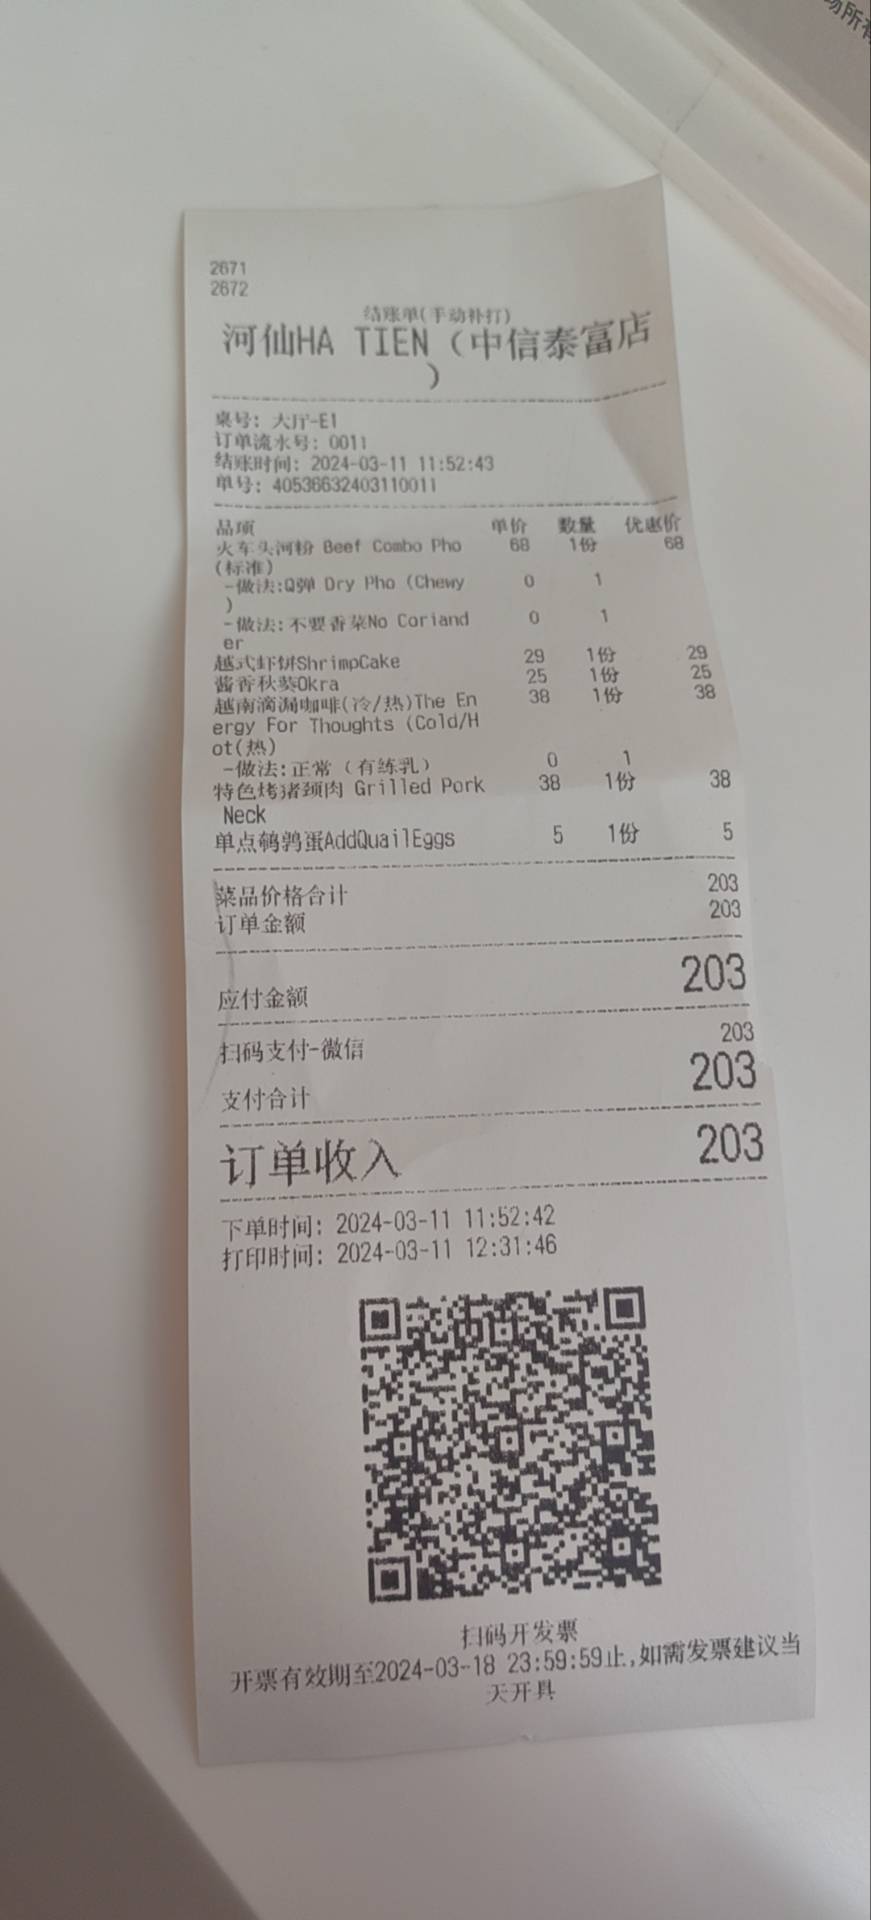 场所有
2671
2672
结账单(手动补打)
河仙HA TIEN（中信泰富店
）
桌号: 大厅-E1
订单流水号: 0011
结账时间: 2024-03-11 11:52:43
单号: 40536632403110011
品项 单价 数量 优惠价
火车头河粉 Beef Combo Pho 68 1份 68
(标准)
-做法:Q弹 Dry Pho (Chewy 0 1
)
-做法:不要香菜No Coriand 0 1
er
越式虾饼ShrimpCake 29 1份 29
酱香秋葵Okra 25 1份 25
越南滴漏咖啡(冷/热)The En 38 1份 38
ergy For Thoughts (Cold/H
ot(热)
-做法:正常（有练乳） 0 1
特色烤猪颈肉 Grilled Pork 38 1份 38
Neck
单点鹌鹑蛋AddQuailEggs 5 1份 5
菜品价格合计 203
订单金额 203
应付金额 203
扫码支付-微信 203
支付合计 203
订单收入 203
下单时间: 2024-03-11 11:52:42
打印时间: 2024-03-11 12:31:46
扫码开发票
开票有效期至2024-03-18 23:59:59止,如需发票建议当
天开具